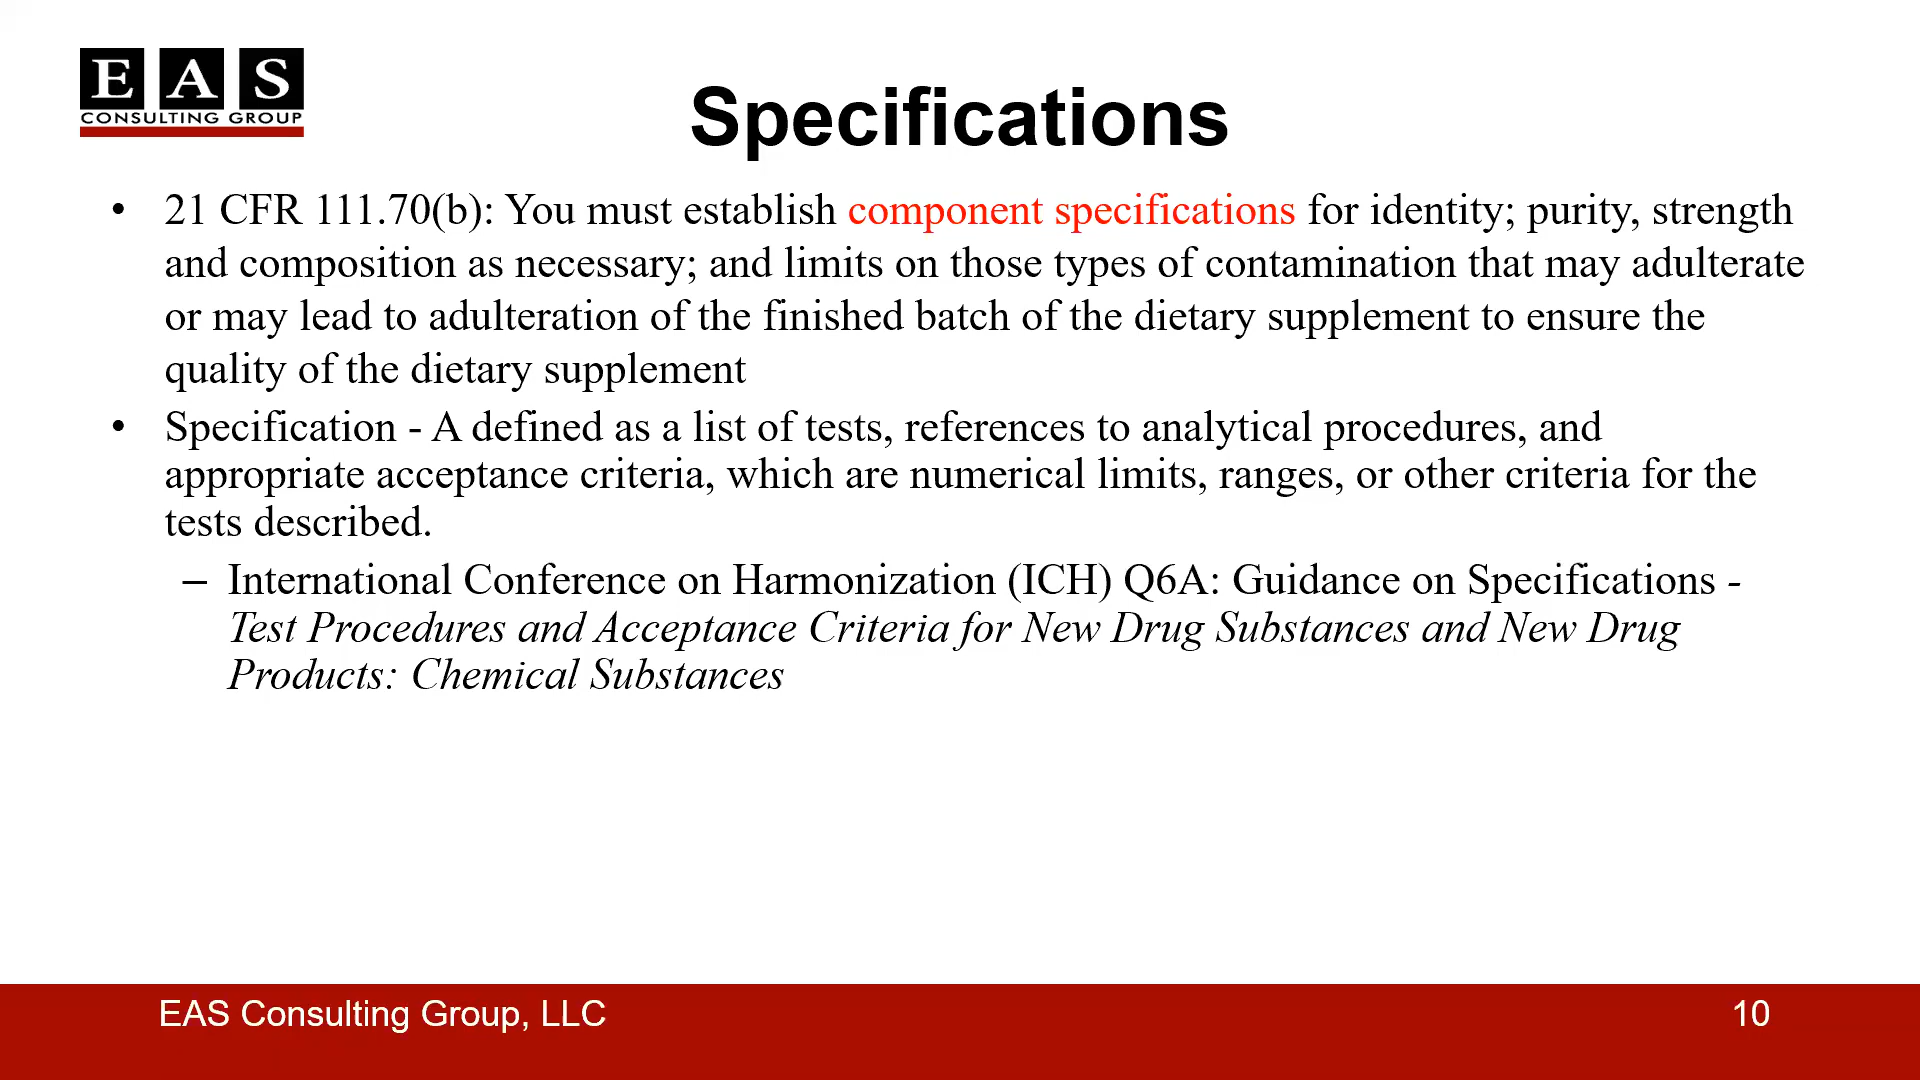 EAS
CONSULTING GROUP
Specifications
• 21 CFR 111.70(b): You must establish component specifications for identity; purity, strength
and composition as necessary; and limits on those types of contamination that may adulterate
or may lead to adulteration of the finished batch of the dietary supplement to ensure the
quality of the dietary supplement
• Specification - A defined as a list of tests, references to analytical procedures, and
appropriate acceptance criteria, which are numerical limits, ranges, or other criteria for the
tests described.
– International Conference on Harmonization (ICH) Q6A: Guidance on Specifications -
Test Procedures and Acceptance Criteria for New Drug Substances and New Drug
Products: Chemical Substances
EAS Consulting Group, LLC
10